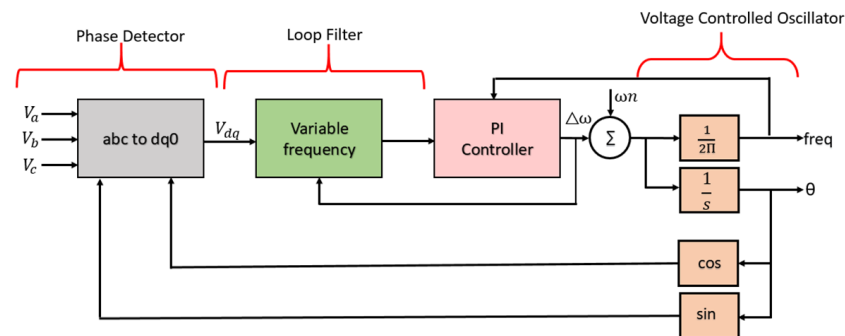 Voltage Controlled Oscillator
Phase Detector
Loop Filter
Va
Vb
Vc
abc to dq0
Vdq
Variable
frequency
PI
Controller
Δω
ωn
Σ
1
2Π
freq
1
s
θ
cos
sin